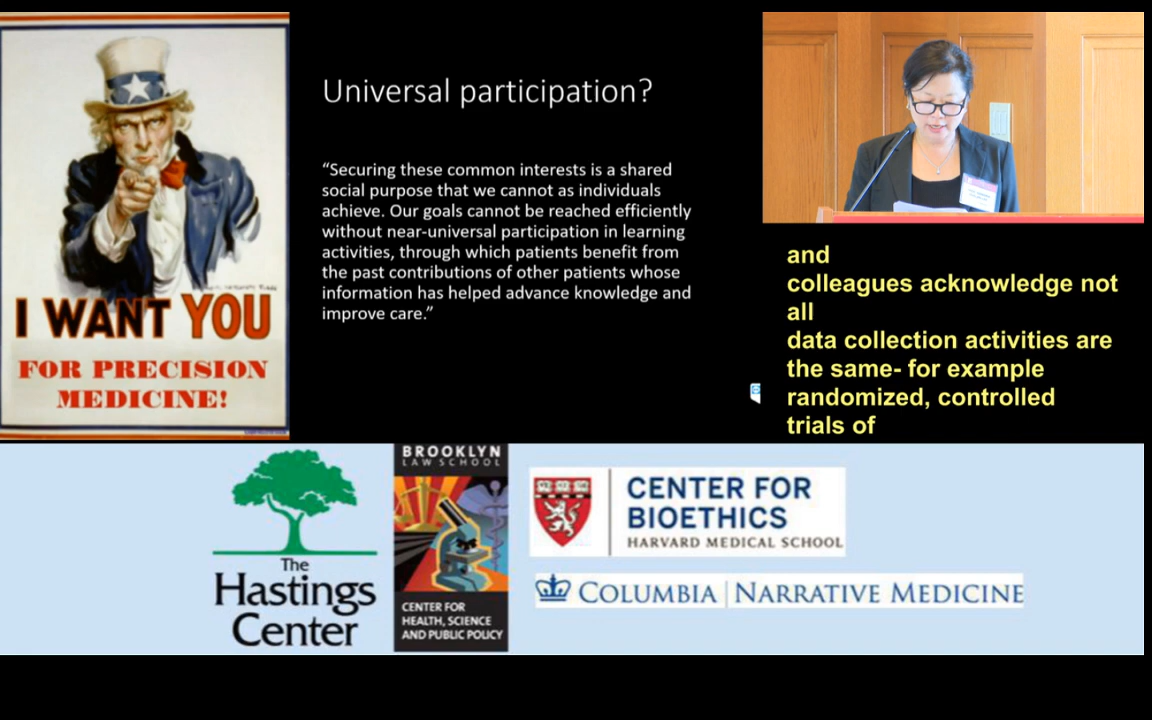 I WANT YOU
FOR PRECISION
MEDICINE!
Universal participation?
“Securing these common interests is a shared
social purpose that we cannot as individuals
achieve. Our goals cannot be reached efficiently
without near-universal participation in learning
activities, through which patients benefit from
the past contributions of other patients whose
information has helped advance knowledge and
improve care.”
and
colleagues acknowledge not
all
data collection activities are
the same- for example
randomized, controlled
trials of
The
Hastings
Center
BROOKLYN
LAW SCHOOL
CENTER FOR
HEALTH, SCIENCE
AND PUBLIC POLICY
CENTER FOR
BIOETHICS
HARVARD MEDICAL SCHOOL
COLUMBIA | NARRATIVE MEDICINE